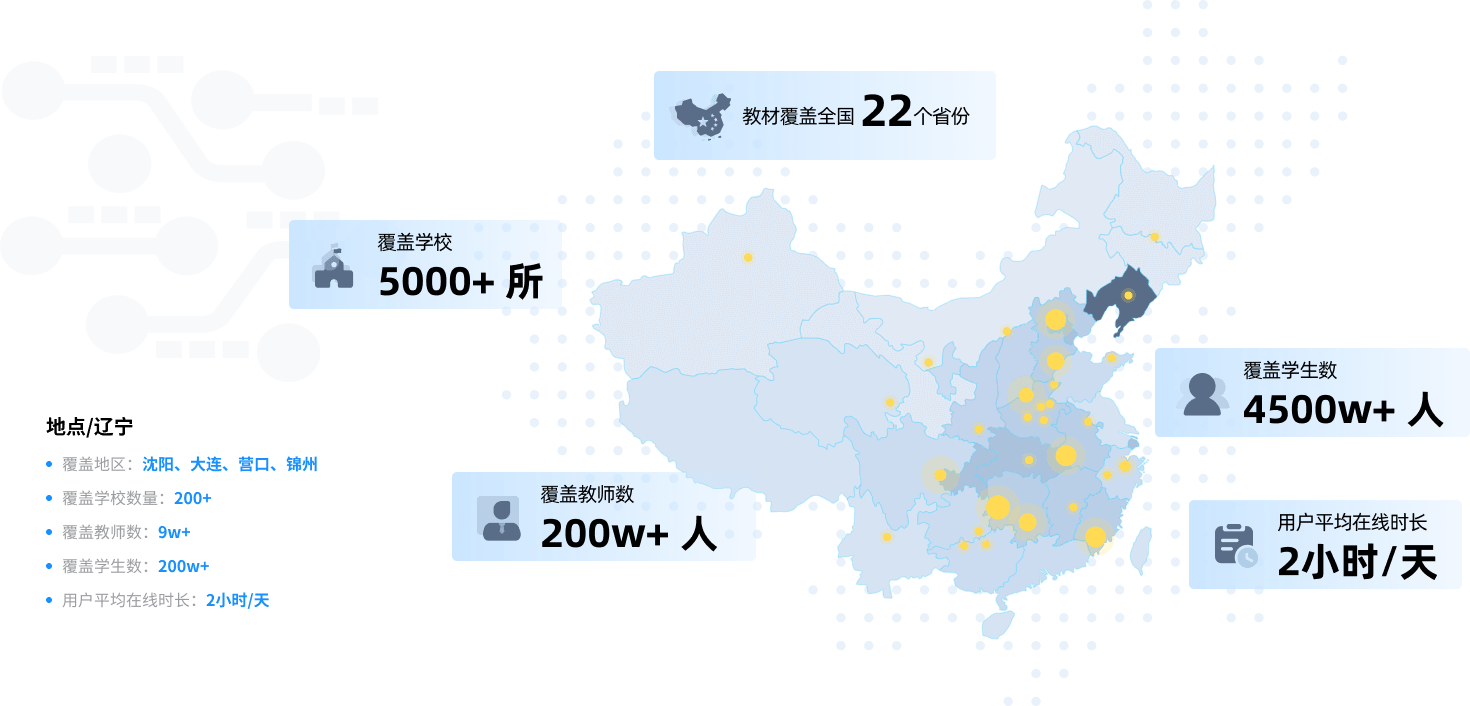 教材覆盖全国 22个省份
覆盖学校
5000+ 所
覆盖学生数
4500w+ 人
地点/辽宁
覆盖地区：沈阳、大连、营口、锦州
覆盖学校数量：200+
覆盖教师数：9w+
覆盖学生数：200w+
用户平均在线时长：2小时/天
覆盖教师数
200w+ 人
用户平均在线时长
2小时/天